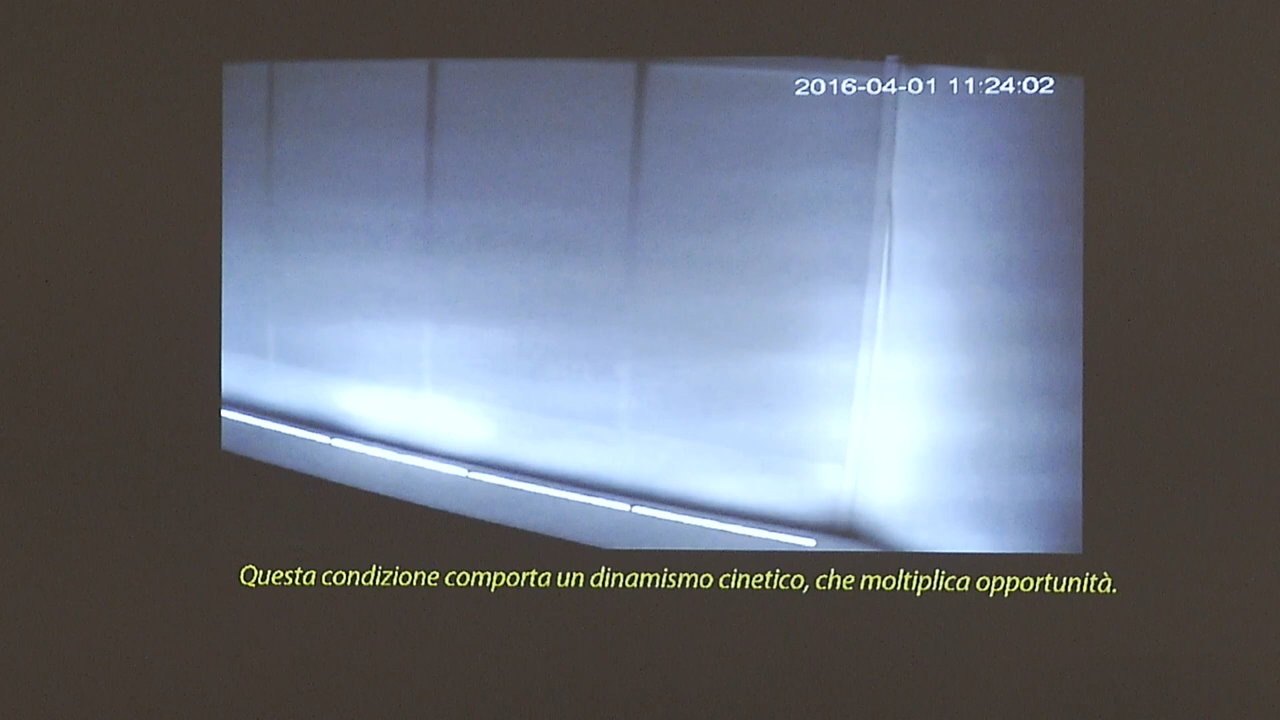 2016-04-01 11:24:02
Questa condizione comporta un dinamismo cinetico, che moltiplica opportunità.